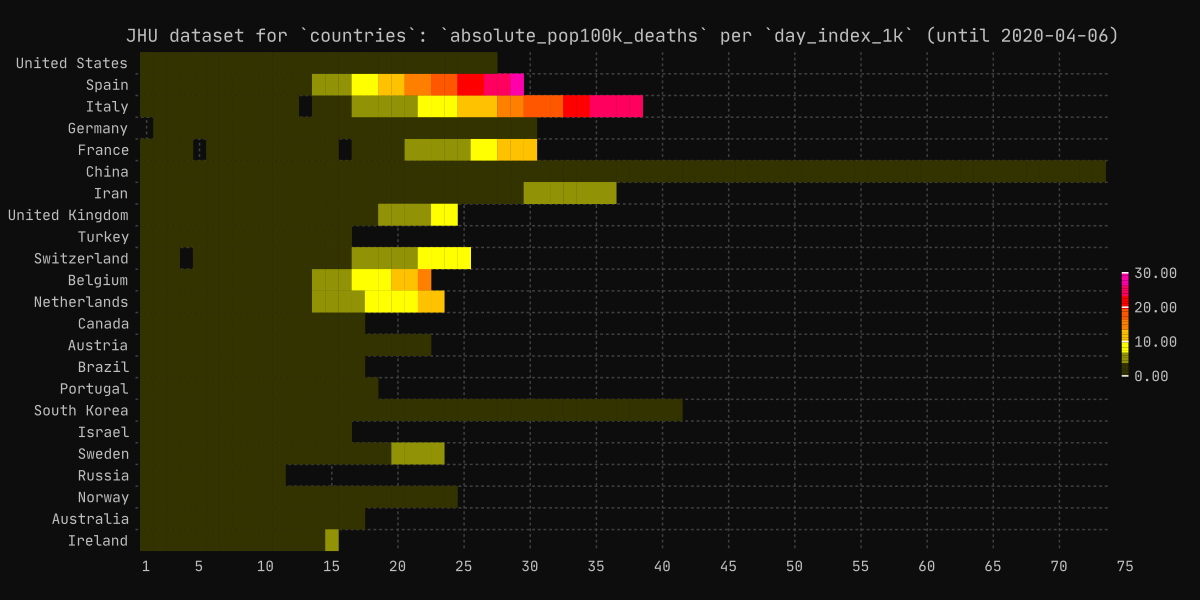 JHU dataset for `countries`: `absolute_pop100k_deaths` per `day_index_1k` (until 2020-04-06)
United States
Spain
Italy
Germany
France
China
Iran
United Kingdom
Turkey
Switzerland
Belgium
Netherlands
Canada
Austria
Brazil
Portugal
South Korea
Israel
Sweden
Russia
Norway
Australia
Ireland
30.00
20.00
10.00
0.00
1 5 10 15 20 25 30 35 40 45 50 55 60 65 70 75